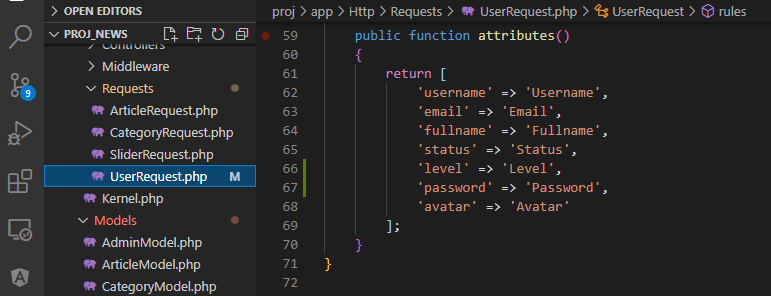 OPEN EDITORS
PROJ_NEWS
Controllers
Middleware
Requests
ArticleRequest.php
CategoryRequest.php
SliderRequest.php
UserRequest.php M
Kernel.php
Models
AdminModel.php
ArticleModel.php
CategoryModel.php
9
proj > app > Http > Requests > UserRequest.php > UserRequest > rules
59 public function attributes()
60 {
61 return [
62 'username' => 'Username',
63 'email' => 'Email',
64 'fullname' => 'Fullname',
65 'status' => 'Status',
66 'level' => 'Level',
67 'password' => 'Password',
68 'avatar' => 'Avatar'
69 ];
70 }
71 }
72